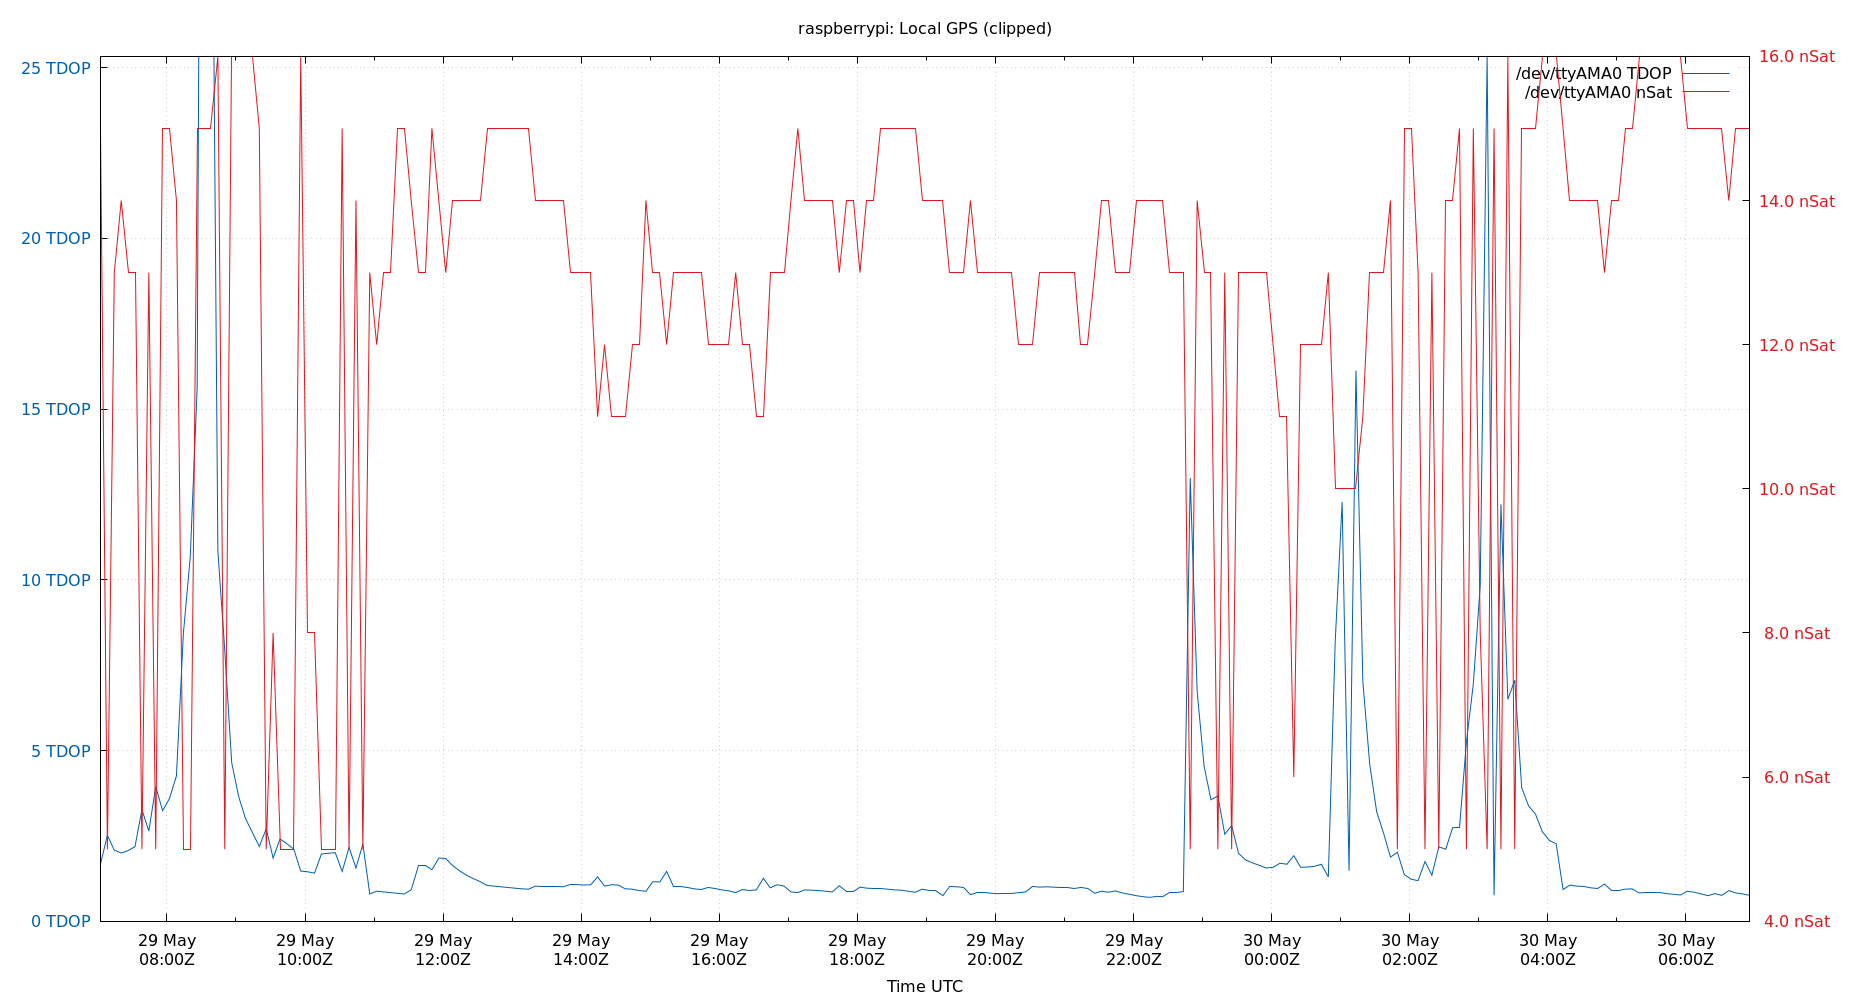 raspberrypi: Local GPS (clipped)
25 TDOP
20 TDOP
15 TDOP
10 TDOP
5 TDOP
0 TDOP
16.0 nSat
14.0 nSat
12.0 nSat
10.0 nSat
8.0 nSat
6.0 nSat
4.0 nSat
/dev/ttyAMA0 TDOP
/dev/ttyAMA0 nSat
29 May 29 May 29 May 29 May 29 May 29 May 29 May 29 May 30 May 30 May 30 May 30 May
08:00Z 10:00Z 12:00Z 14:00Z 16:00Z 18:00Z 20:00Z 22:00Z 00:00Z 02:00Z 04:00Z 06:00Z
Time UTC